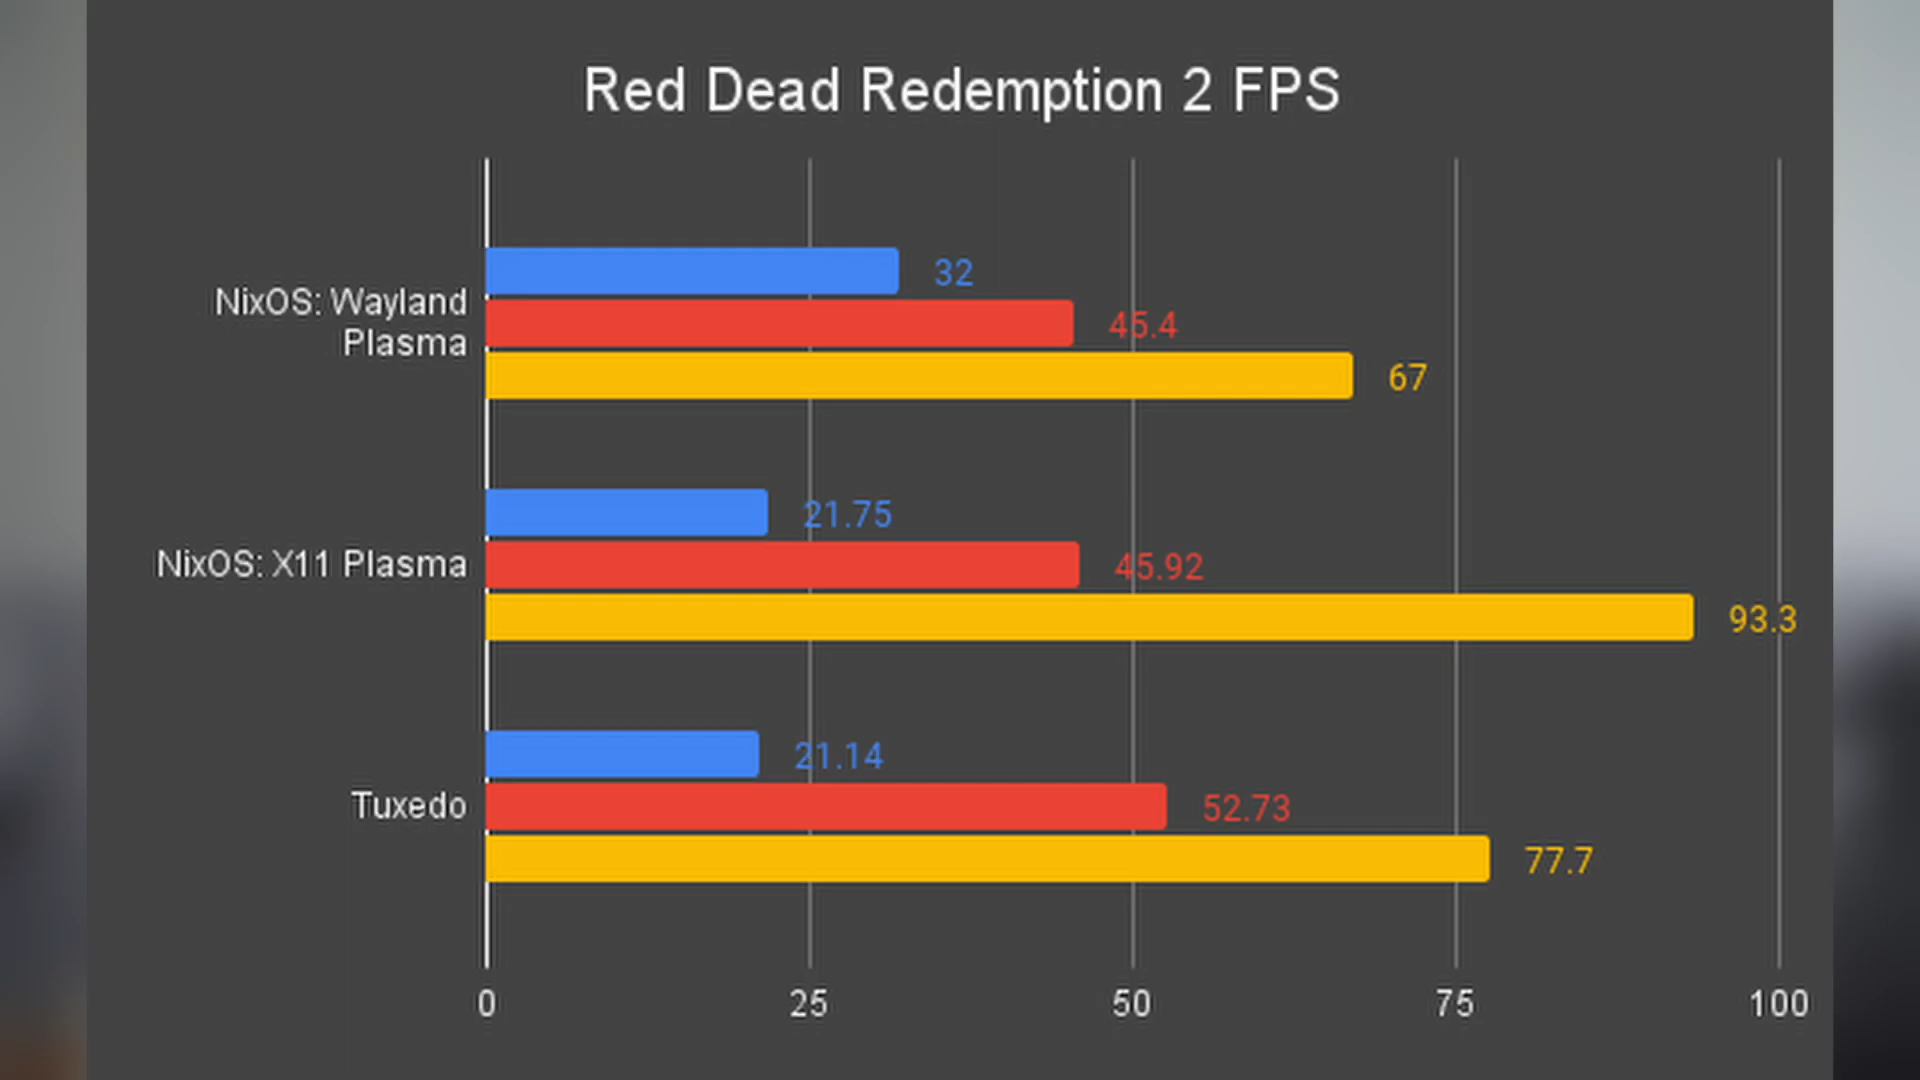 Red Dead Redemption 2 FPS
NixOS: Wayland
Plasma
32
45.4
67
NixOS: X11 Plasma
21.75
45.92
93.3
Tuxedo
21.14
52.73
77.7
0 25 50 75 100